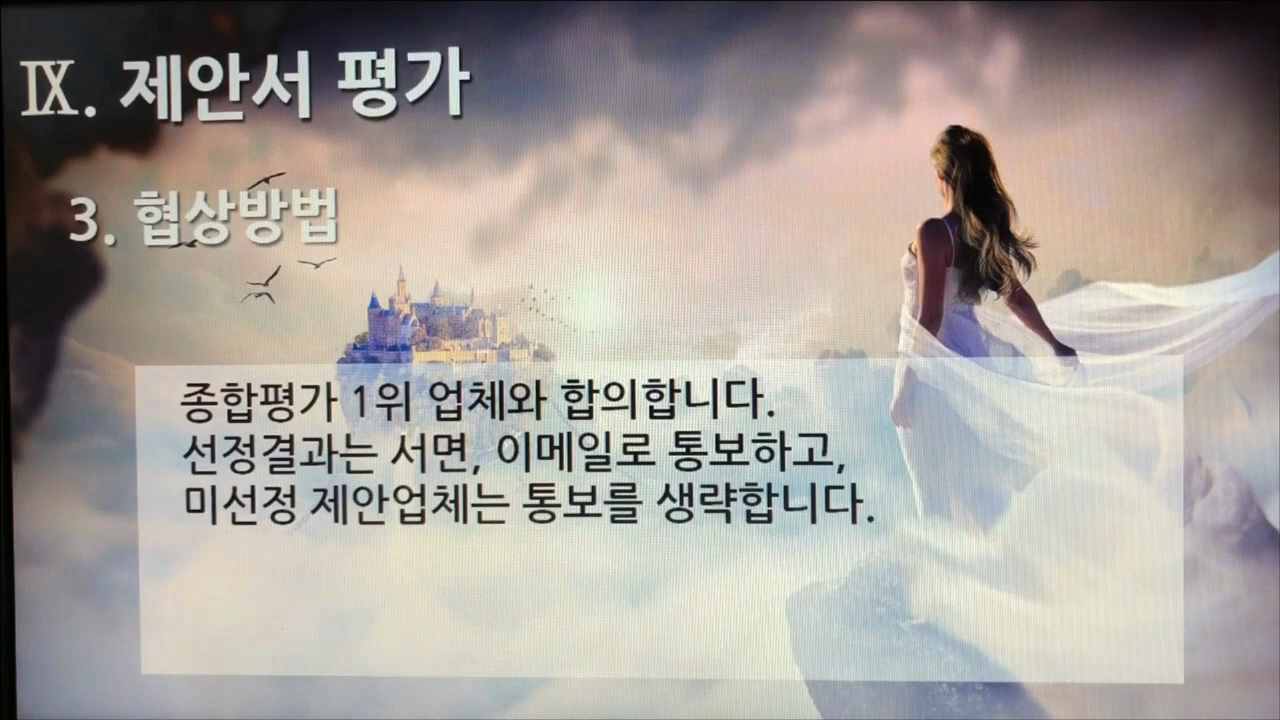 Ⅸ. 제안서 평가
3. 협상방법
종합평가 1위 업체와 합의합니다.
선정결과는 서면, 이메일로 통보하고,
미선정 제안업체는 통보를 생략합니다.